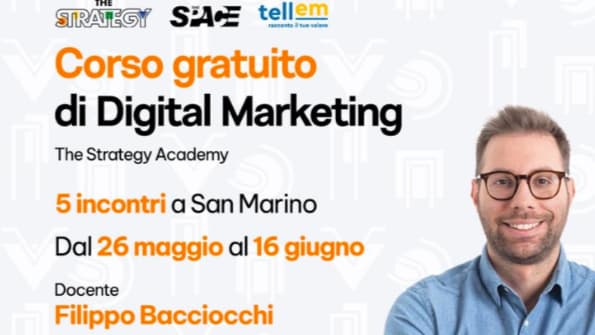 THE
STRATEGY
SPACE
tellem
racconta il tuo valore
Corso gratuito
di Digital Marketing
The Strategy Academy
5 incontri a San Marino
Dal 26 maggio al 16 giugno
Docente
Filippo Bacciocchi